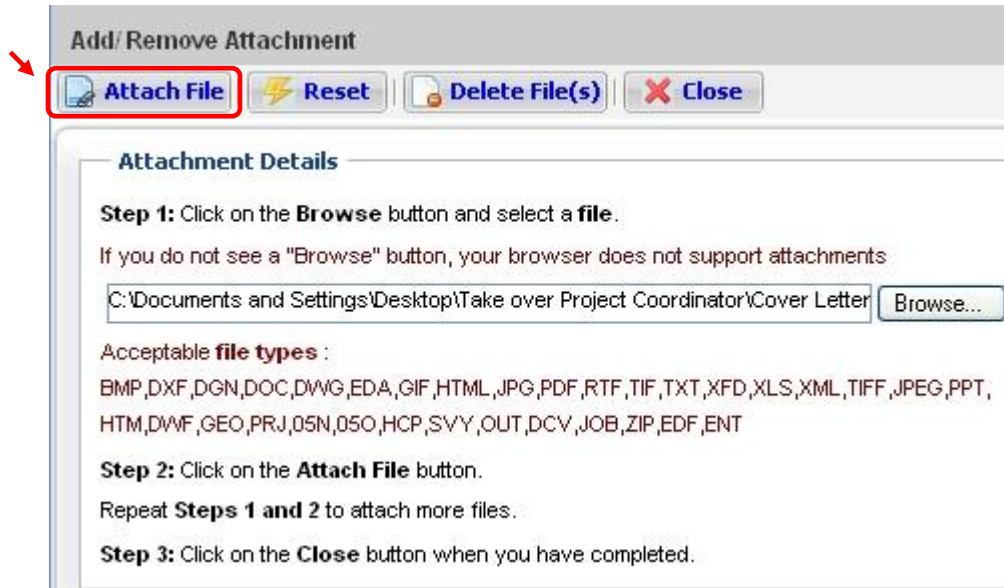 Add/Remove Attachment
Attach File Reset Delete File(s) Close
Attachment Details
Step 1: Click on the Browse button and select a file.
If you do not see a "Browse" button, your browser does not support attachments
C:\Documents and Settings\Desktop\Take over Project Coordinator\Cover Letter Browse...
Acceptable file types :
BMP,DXF,DGN,DOC,DWG,EDA,GIF,HTML,JPG,PDF,RTF,TIF,TXT,XFD,XLS,XML,TIFF,JPEG,PPT,
HTM,DWF,GEO,PRJ,05N,05O,HCP,SVY,OUT,DCV,JOB,ZIP,EDF,ENT
Step 2: Click on the Attach File button.
Repeat Steps 1 and 2 to attach more files.
Step 3: Click on the Close button when you have completed.